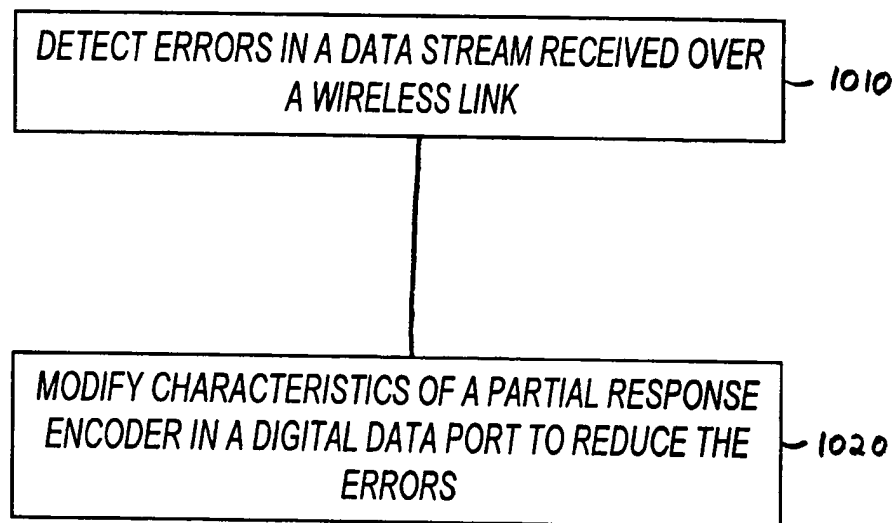 DETECT ERRORS IN A DATA STREAM RECEIVED OVER
A WIRELESS LINK
1010
MODIFY CHARACTERISTICS OF A PARTIAL RESPONSE
ENCODER IN A DIGITAL DATA PORT TO REDUCE THE
ERRORS
1020